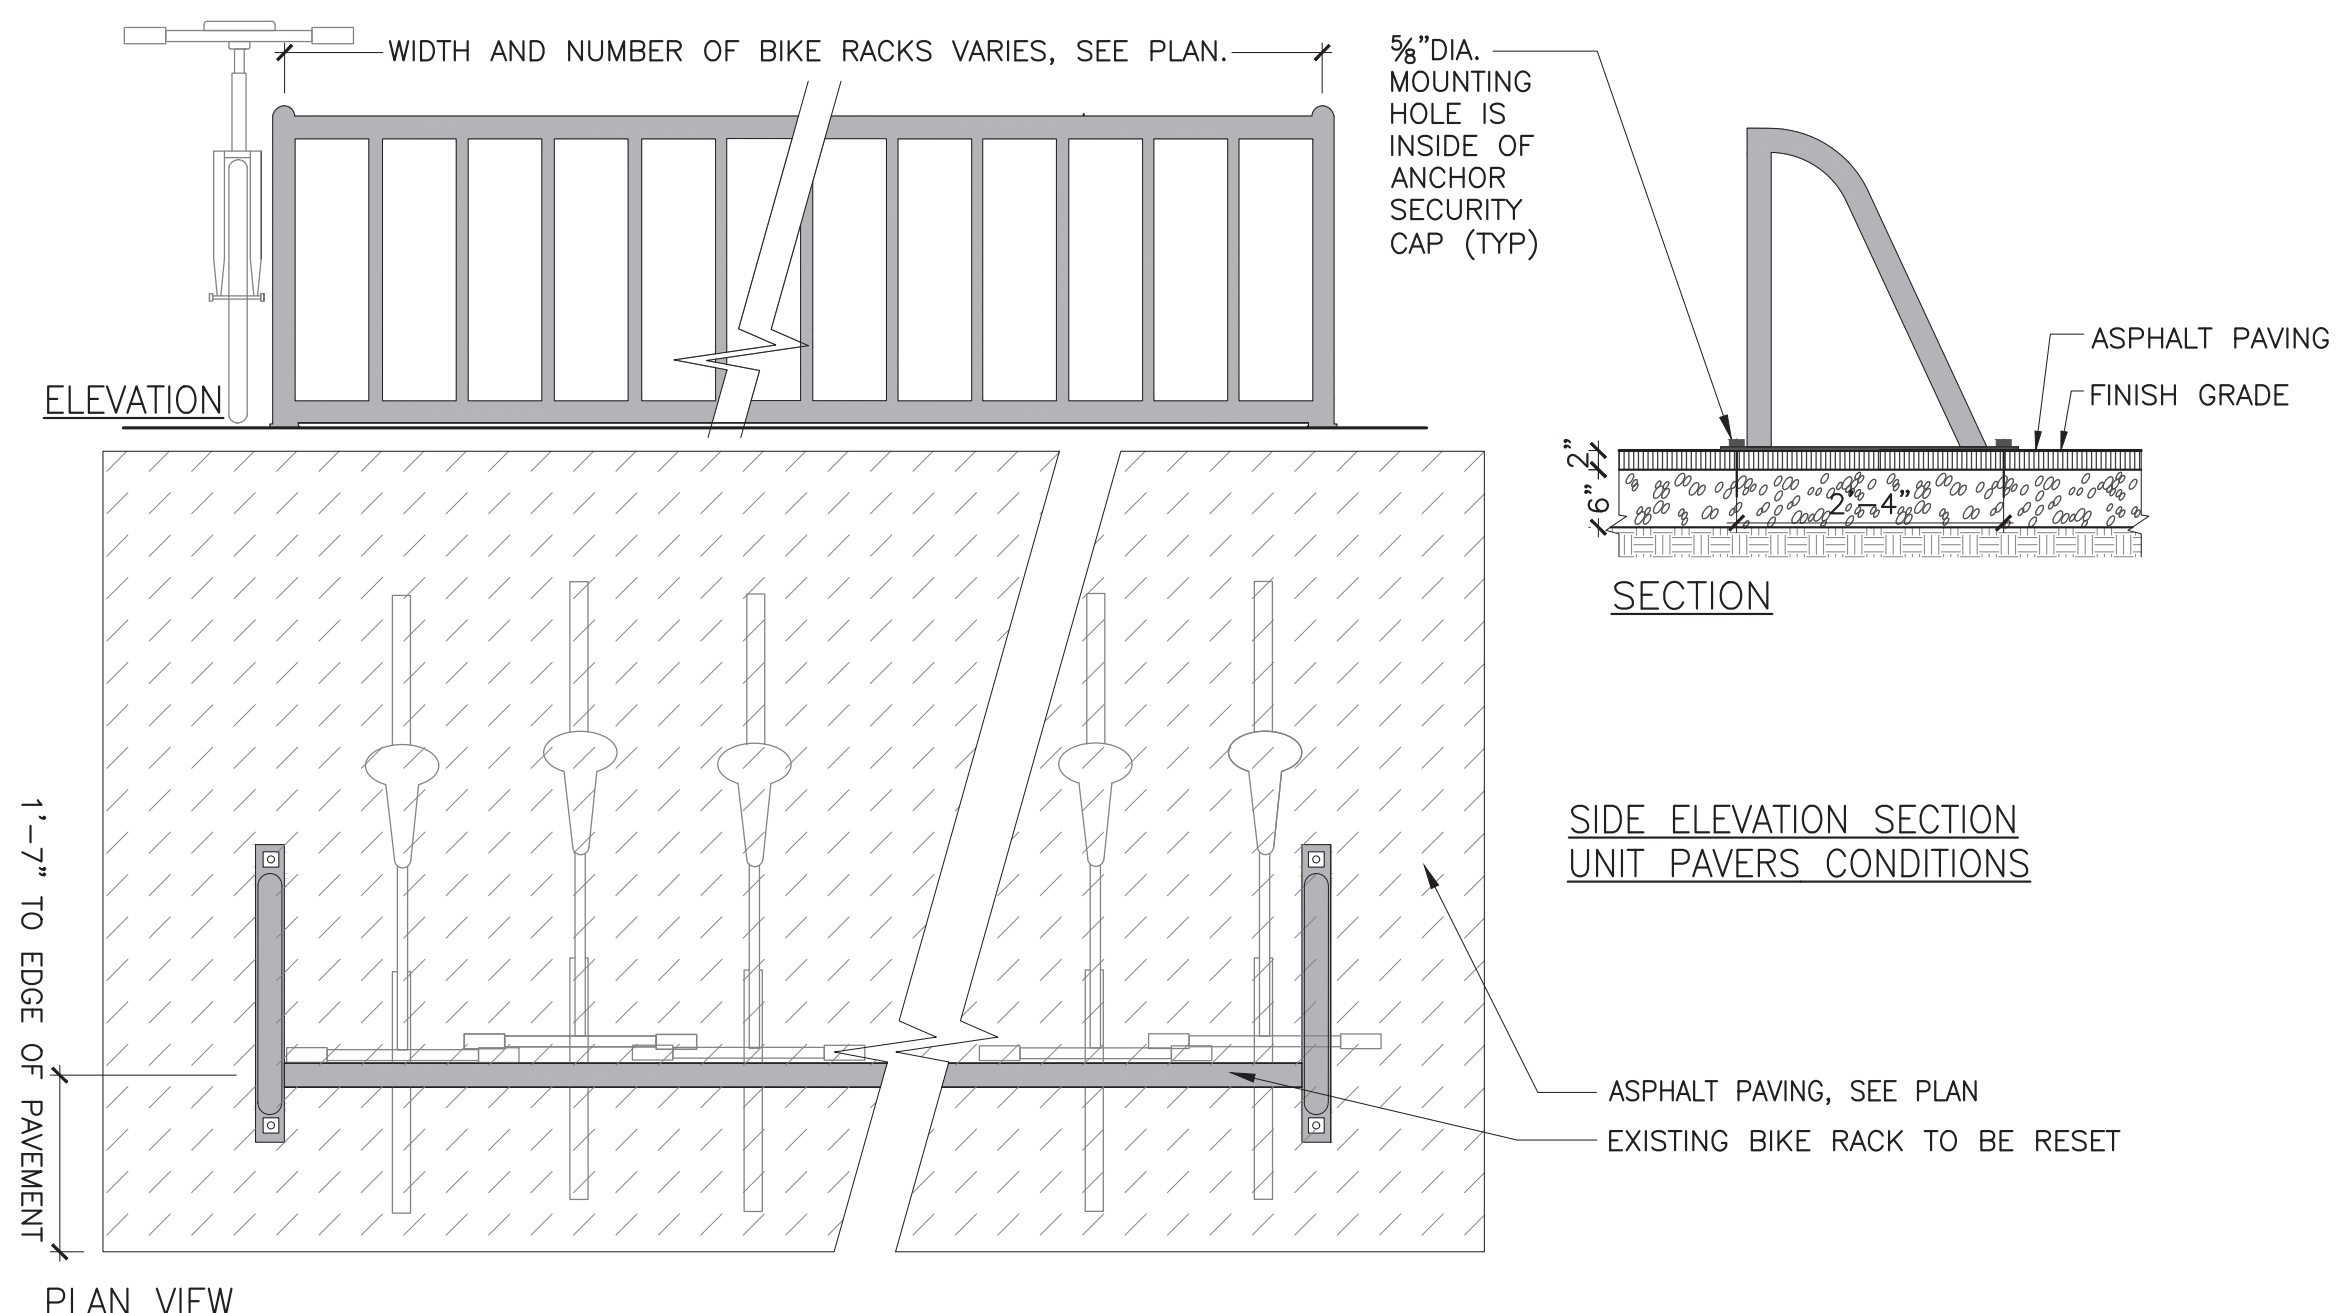 WIDTH AND NUMBER OF BIKE RACKS VARIES, SEE PLAN.
ELEVATION
⅝"DIA.
MOUNTING
HOLE IS
INSIDE OF
ANCHOR
SECURITY
CAP (TYP)
ASPHALT PAVING
FINISH GRADE
2"
6"
2'-4"
SECTION
SIDE ELEVATION SECTION
UNIT PAVERS CONDITIONS
1'-7" TO EDGE OF PAVEMENT
ASPHALT PAVING, SEE PLAN
EXISTING BIKE RACK TO BE RESET
PLAN VIEW